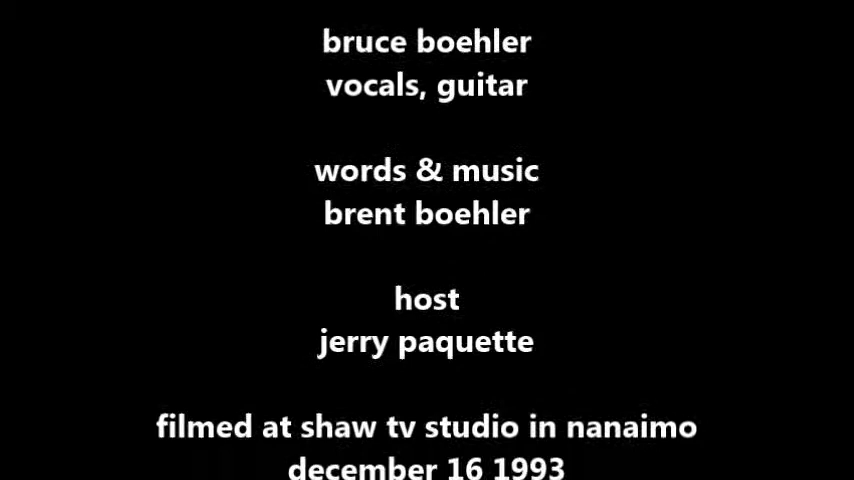 bruce boehler
vocals, guitar
words & music
brent boehler
host
jerry paquette
filmed at shaw tv studio in nanaimo
december 16 1993